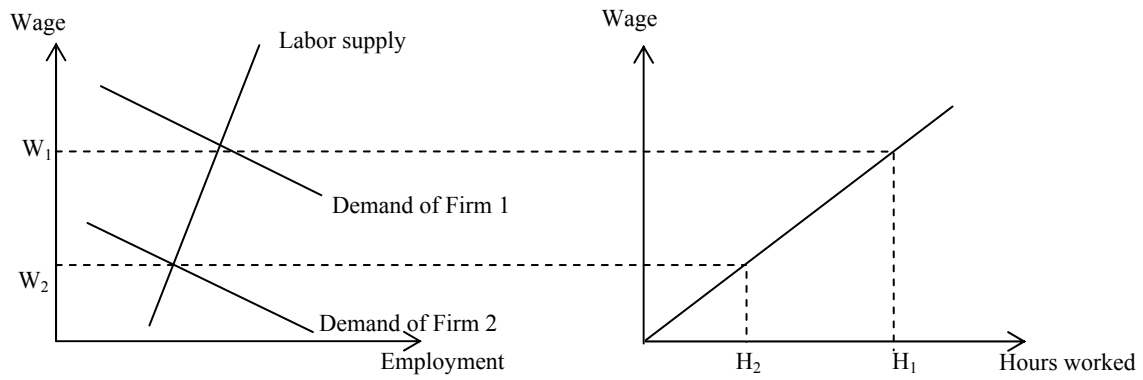 Wage
Labor supply
W₁
Demand of Firm 1
W₂
Demand of Firm 2
Employment
Wage
H₂
H₁
Hours worked